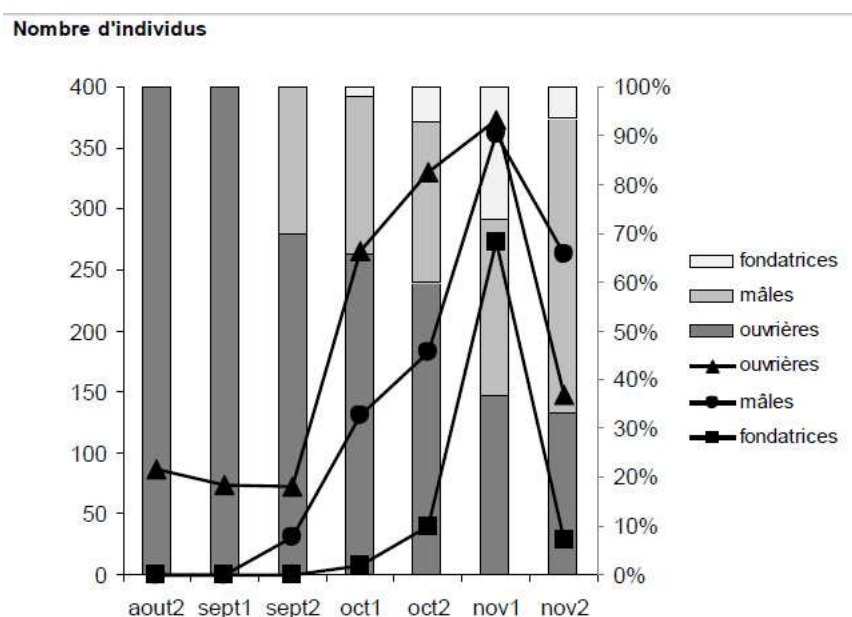 Nombre d'individus
400
350
300
250
200
150
100
50
0
100%
90%
80%
70%
60%
50%
40%
30%
20%
10%
0%
aout2 sept1 sept2 oct1 oct2 nov1 nov2
fondatrices
mâles
ouvrières
ouvrières
mâles
fondatrices